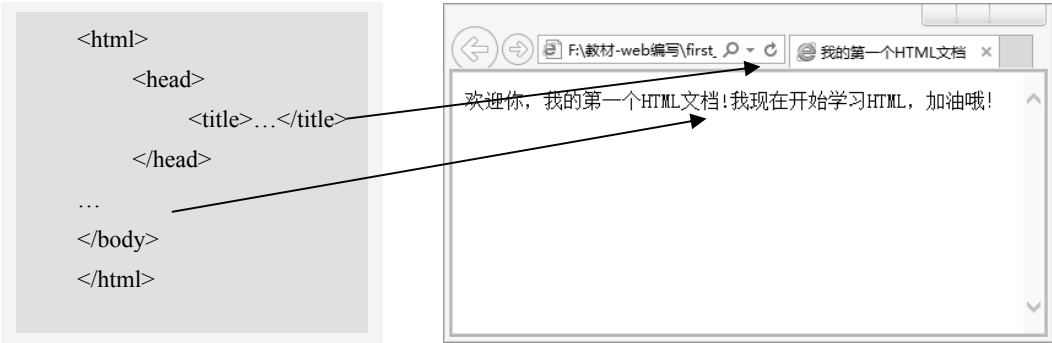 <html>
<head>
<title>…</title>
</head>
…
</body>
</html>
F:\教材-web编写\first_
我的第一个HTML文档 ×
欢迎你，我的第一个HTML文档!我现在开始学习HTML，加油哦!